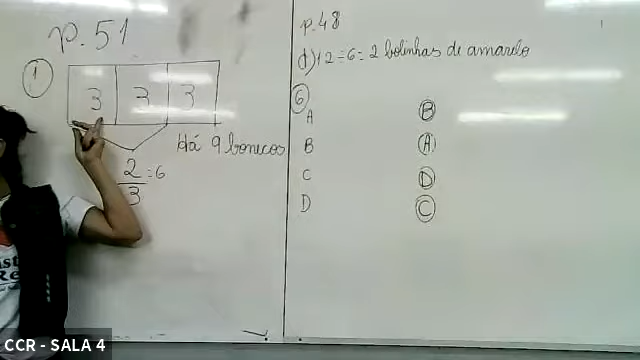 p.51
1
3 3 3
Há 9 bonecos
2/3 = 6
p.48
d) 12 ÷ 6 = 2 bolinhas de amarelo
6
A B
B A
C D
D C
CCR - SALA 4